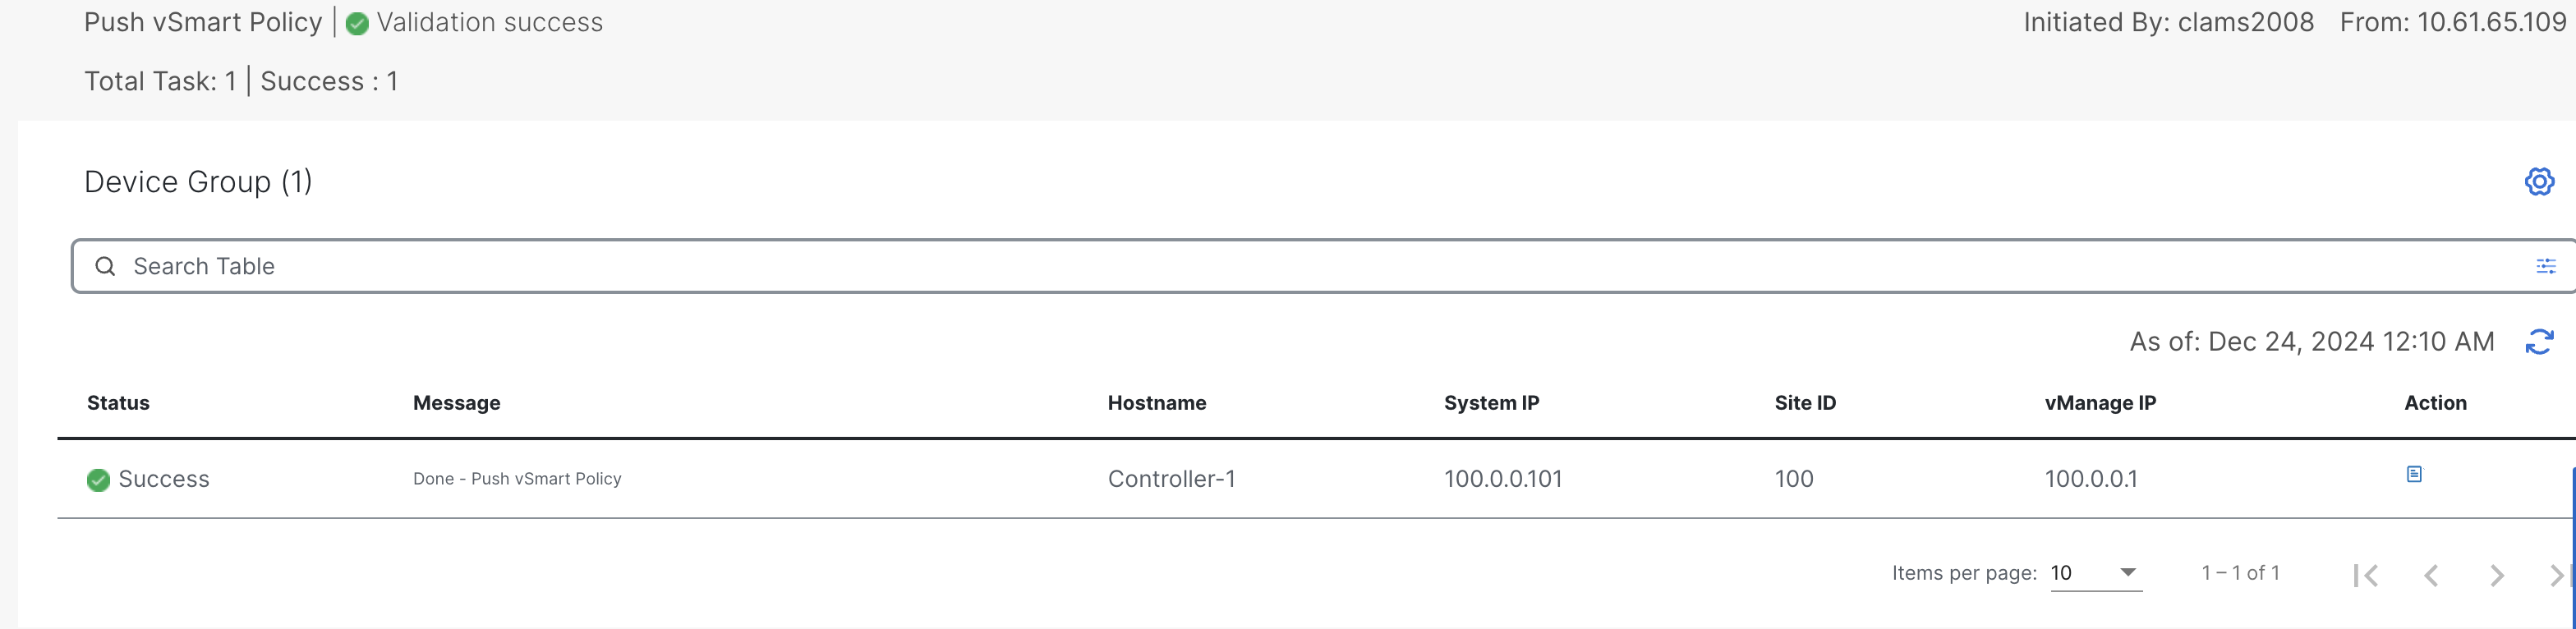 Push vSmart Policy | Validation success Initiated By: clams2008 From: 10.61.65.109
Total Task: 1 | Success : 1
Device Group (1)
Search Table
As of: Dec 24, 2024 12:10 AM
Status Message Hostname System IP Site ID vManage IP Action
Success Done - Push vSmart Policy Controller-1 100.0.0.101 100 100.0.0.1
Items per page: 10 1 – 1 of 1